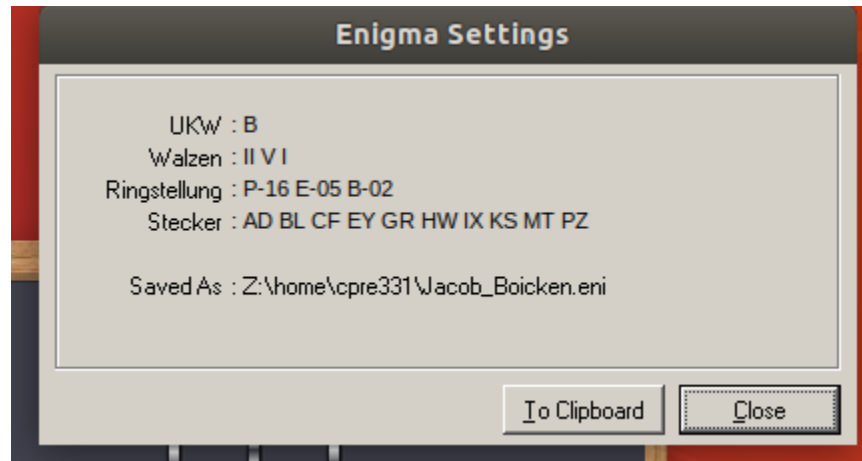 Enigma Settings
UKW : B
Walzen : II V I
Ringstellung : P-16 E-05 B-02
Stecker : AD BL CF EY GR HW IX KS MT PZ
Saved As : Z:\home\cpre331\Jacob_Boicken.eni
To Clipboard
Close